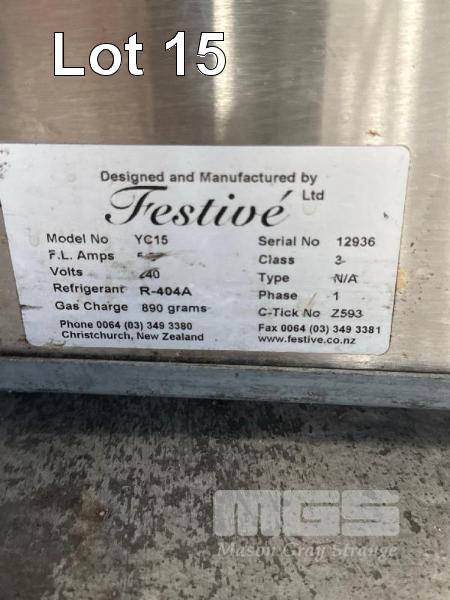 Lot 15
Designed and Manufactured by
Festivé Ltd
Model No YC15 Serial No 12936
F.L. Amps Class 3
Volts 240 Type N/A
Refrigerant R-404A Phase 1
Gas Charge 890 grams C-Tick No Z593
Phone 0064 (03) 349 3380 Fax 0064 (03) 349 3381
Christchurch, New Zealand www.festive.co.nz
MGS
Mason Gray Strange